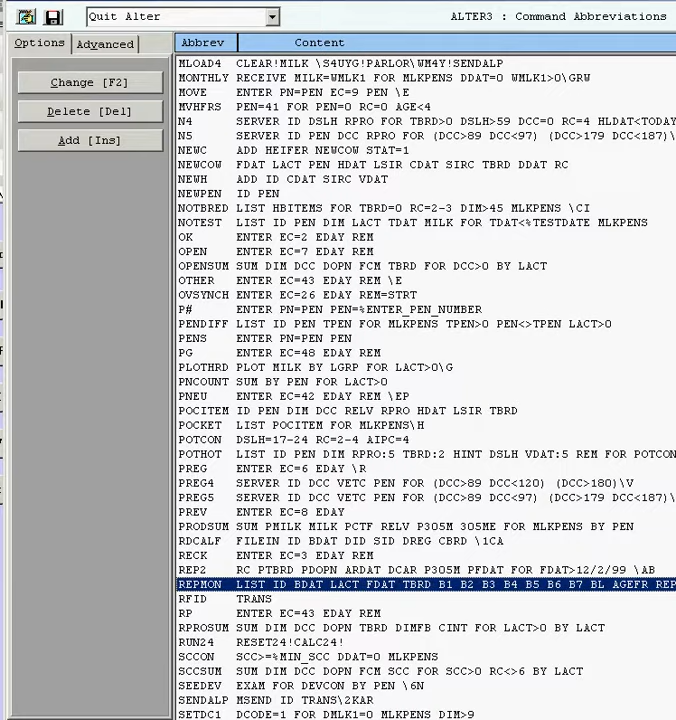 Quit Alter
ALTER3 : Command Abbreviations
Options Advanced
Abbrev Content
Change [F2]
Delete [Del]
Add [Ins]
MLOAD4 CLEAR!MILK \S4UYG!PARLOR\WM4Y!SENDALP
MONTHLY RECEIVE MILK=WMLK1 FOR MLKPENS DDAT=0 WMLK1>0\GRW
MOVE ENTER PN=PEN EC=9 PEN \E
MVHFRS PEN=41 FOR PEN=0 RC=0 AGE<4
N4 SERVER ID DSLH RPRO FOR TBRD>0 DSLH>59 DCC=0 RC=4 HLDAT<TODAY
N5 SERVER ID PEN DCC RPRO FOR (DCC>89 DCC<97) (DCC>179 DCC<187)\
NEWC ADD HEIFER NEWCOW STAT=1
NEWCOW FDAT LACT PEN HDAT LSIR CDAT SIRC TBRD DDAT RC
NEWH ADD ID CDAT SIRC VDAT
NEWPEN ID PEN
NOTBRED LIST HBITEMS FOR TBRD=0 RC=2-3 DIM>45 MLKPENS \CI
NOTEST LIST ID PEN DIM LACT TDAT MILK FOR TDAT<%TESTDATE MLKPENS
OK ENTER EC=2 EDAY REM
OPEN ENTER EC=7 EDAY REM
OPENSUM SUM DIM DCC DOPN FCM TBRD FOR DCC>0 BY LACT
OTHER ENTER EC=43 EDAY REM \E
OVSYNCH ENTER EC=26 EDAY REM=STRT
P# ENTER PN=PEN PEN=%ENTER_PEN_NUMBER
PENDIFF LIST ID PEN TPEN FOR MLKPENS TPEN>0 PEN<>TPEN LACT>0
PENS ENTER PN=PEN PEN
PG ENTER EC=48 EDAY REM
PLOTHRD PLOT MILK BY LGRP FOR LACT>0\G
PNCOUNT SUM BY PEN FOR LACT>0
PNEU ENTER EC=42 EDAY REM \EP
POCITEM ID PEN DIM DCC RELV RPRO HDAT LSIR TBRD
POCKET LIST POCITEM FOR MLKPENS\H
POTCON DSLH=17-24 RC=2-4 AIPC=4
POTHOT LIST ID PEN DIM RPRO:5 TBRD:2 HINT DSLH VDAT:5 REM FOR POTCON
PREG ENTER EC=6 EDAY \R
PREG4 SERVER ID DCC VETC PEN FOR (DCC>89 DCC<120) (DCC>180)\V
PREG5 SERVER ID DCC VETC PEN FOR (DCC>89 DCC<97) (DCC>179 DCC<187)\
PREV ENTER EC=8 EDAY
PRODSUM SUM PMILK MILK PCTF RELV P305M 305ME FOR MLKPENS BY PEN
RDCALF FILEIN ID BDAT DID SID DREG CBRD \1CA
RECK ENTER EC=3 EDAY REM
REP2 RC PTBRD PDOPN ARDAT DCAR P305M PFDAT FOR FDAT>12/2/99 \AB
REPMON LIST ID BDAT LACT FDAT TBRD B1 B2 B3 B4 B5 B6 B7 BL AGEFR REP
RFID TRANS
RP ENTER EC=43 EDAY REM
RPROSUM SUM DIM DCC DOPN TBRD DIMFB CINT FOR LACT>0 BY LACT
RUN24 RESET24!CALC24!
SCCON SCC>=%MIN_SCC DDAT=0 MLKPENS
SCCSUM SUM DIM DCC DOPN FCM SCC FOR SCC>0 RC<>6 BY LACT
SEEDEV EXAM FOR DEVCON BY PEN \6N
SENDALP MSEND ID TRANS\2KAR
SETDC1 DCODE=1 FOR DMLK1=0 MLKPENS DIM>9